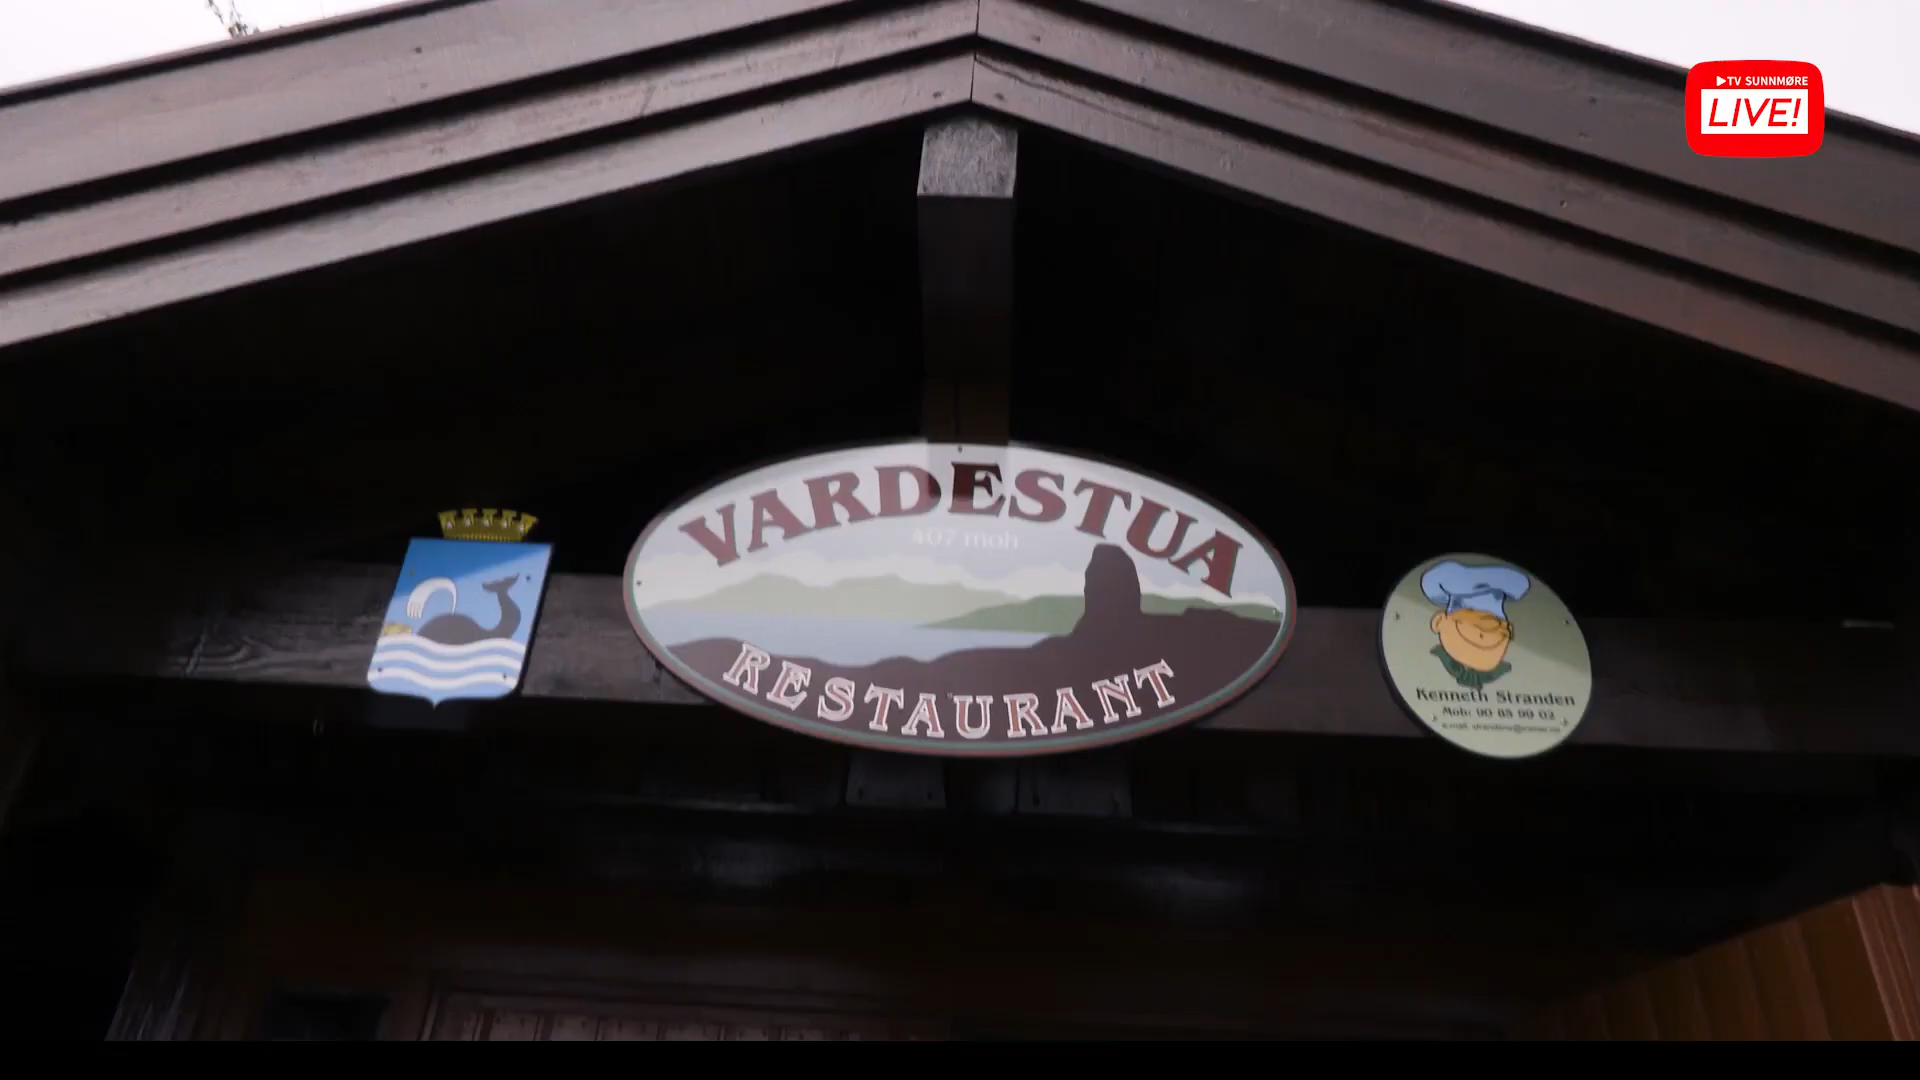 TV SUNNMØRE
LIVE!
VARDESTUA
407 moh
RESTAURANT
Kenneth Stranden
Mob: 90 85 99 02